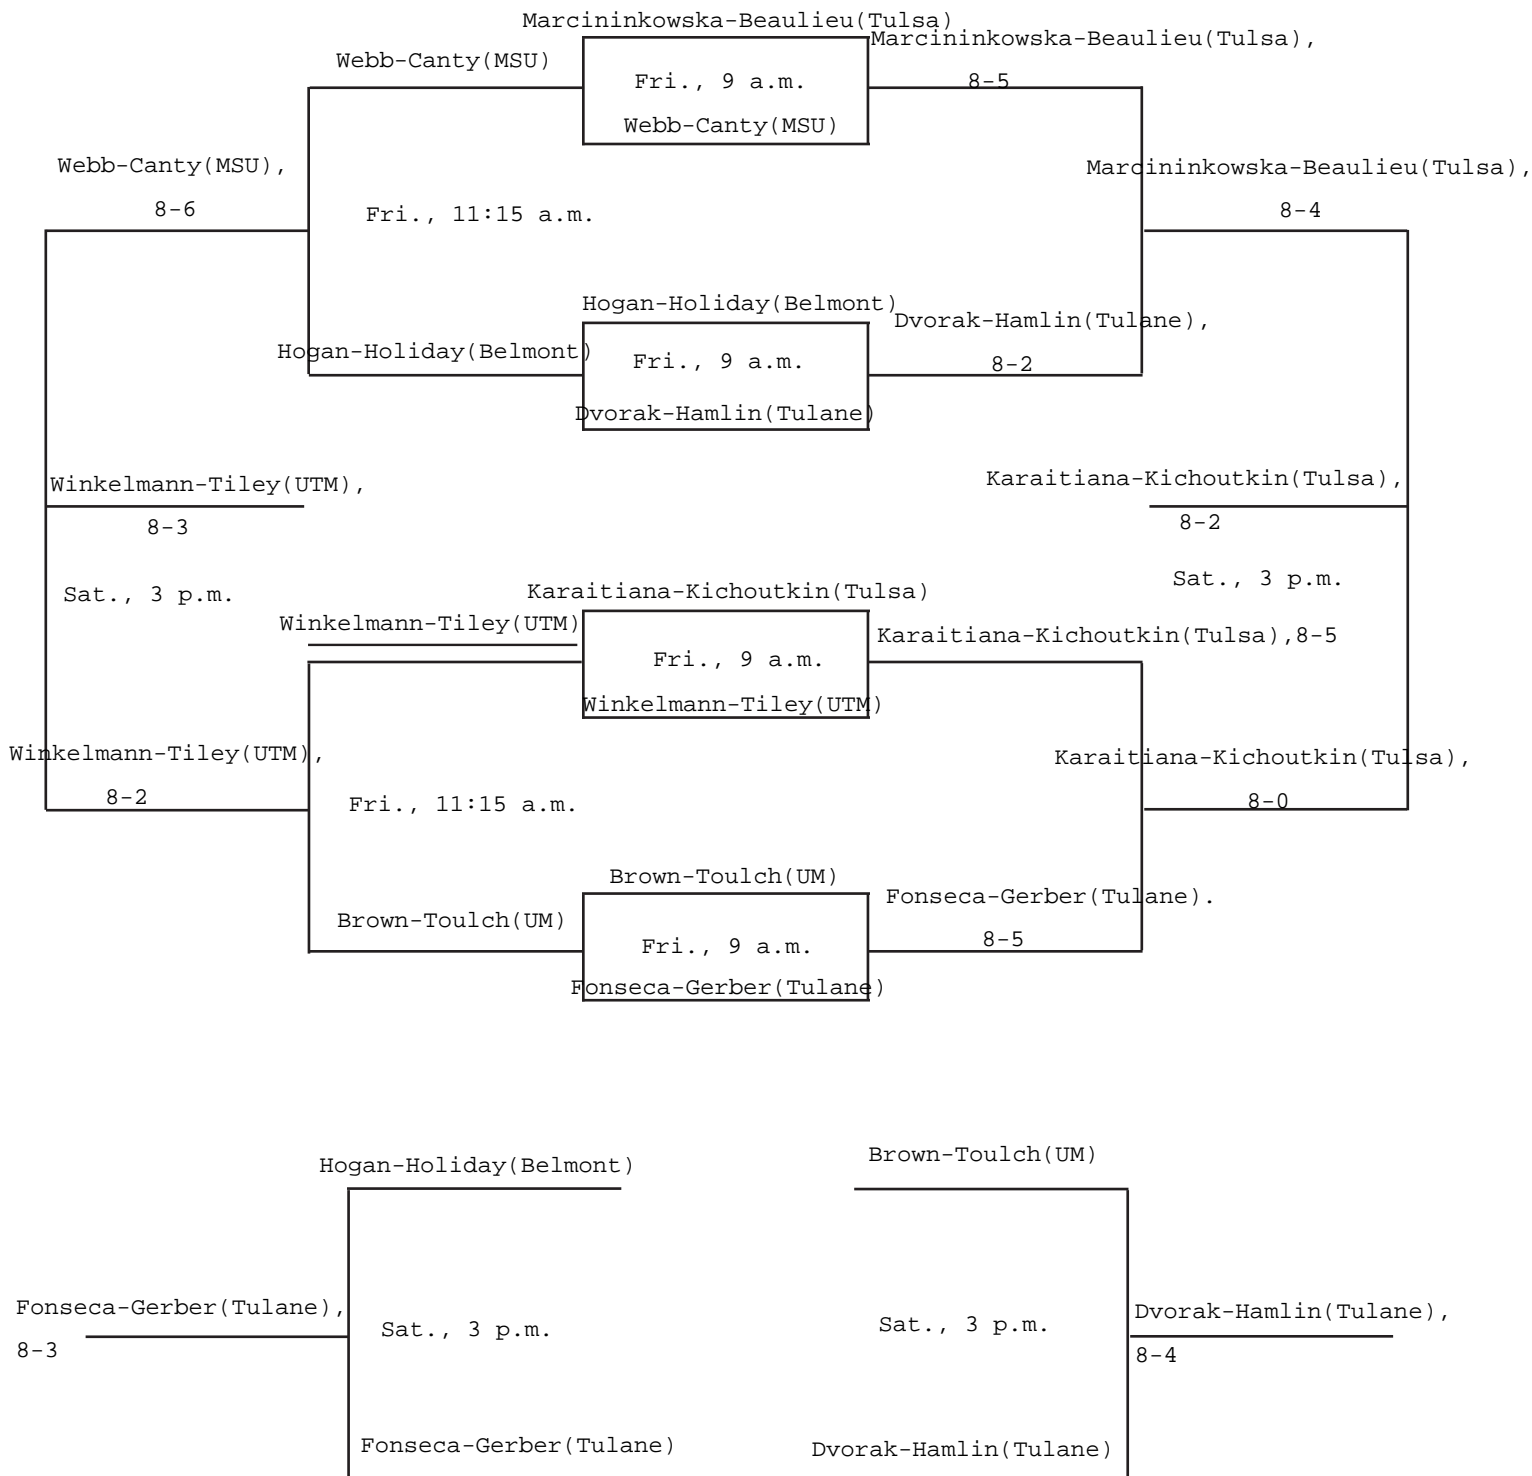 Marcininkowska-Beaulieu(Tulsa)
Marcininkowska-Beaulieu(Tulsa),
Webb-Canty(MSU)
Fri., 9 a.m.
8-5
Webb-Canty(MSU)
Webb-Canty(MSU),
Marcininkowska-Beaulieu(Tulsa),
8-6
Fri., 11:15 a.m.
8-4
Hogan-Holiday(Belmont)
Dvorak-Hamlin(Tulane),
Hogan-Holiday(Belmont)
Fri., 9 a.m.
8-2
Dvorak-Hamlin(Tulane)
Winkelmann-Tiley(UTM),
Karaitiana-Kichoutkin(Tulsa),
8-3
8-2
Sat., 3 p.m.
Sat., 3 p.m.
Karaitiana-Kichoutkin(Tulsa)
Winkelmann-Tiley(UTM)
Karaitiana-Kichoutkin(Tulsa),8-5
Fri., 9 a.m.
Winkelmann-Tiley(UTM)
Winkelmann-Tiley(UTM),
Karaitiana-Kichoutkin(Tulsa),
8-2
Fri., 11:15 a.m.
8-0
Brown-Toulch(UM)
Fonseca-Gerber(Tulane).
Brown-Toulch(UM)
Fri., 9 a.m.
8-5
Fonseca-Gerber(Tulane)
Hogan-Holiday(Belmont)
Brown-Toulch(UM)
Fonseca-Gerber(Tulane),
Dvorak-Hamlin(Tulane),
Sat., 3 p.m.
Sat., 3 p.m.
8-3
8-4
Fonseca-Gerber(Tulane)
Dvorak-Hamlin(Tulane)